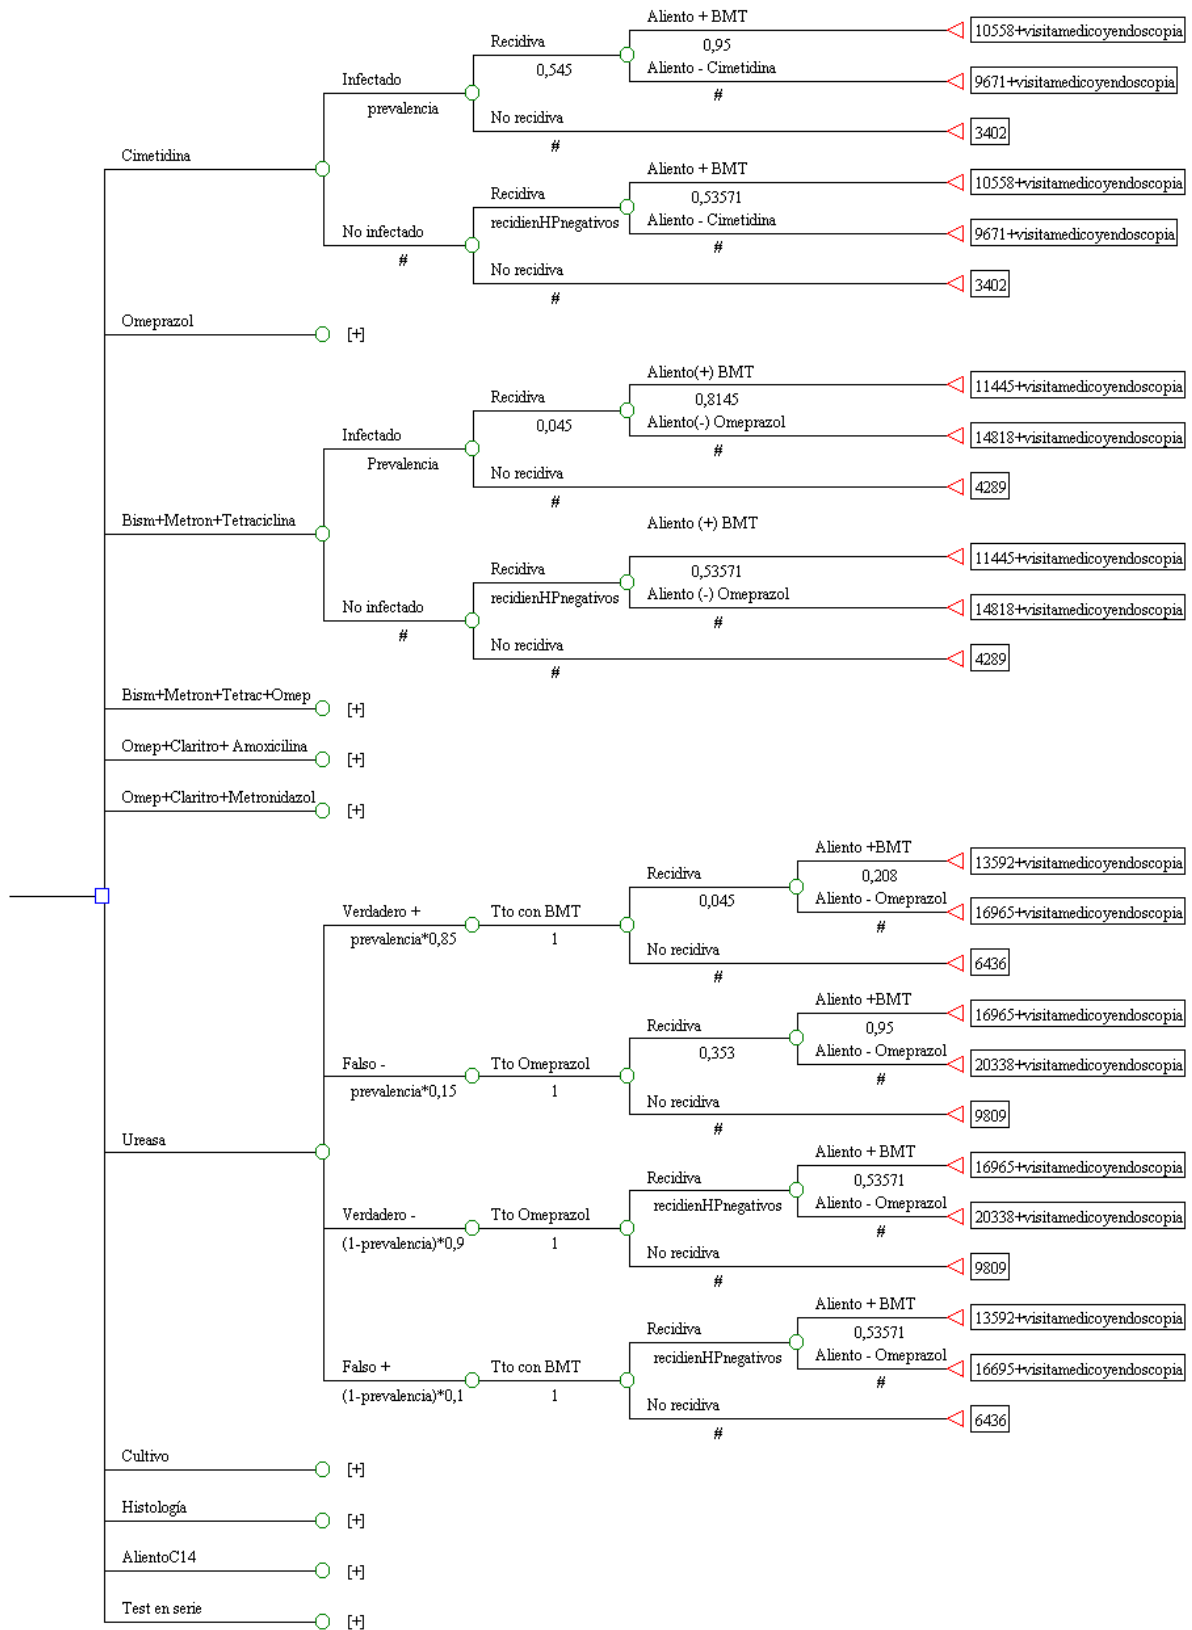 Aliento + BMT
10558+visitamedicoyendoscopia
Recidiva
0,95
0,545
Aliento - Cimetidina
9671+visitamedicoyendoscopia
#
Infectado
prevalencia
No recidiva
3402
#
Cimetidina
Aliento + BMT
10558+visitamedicoyendoscopia
Recidiva
0,53571
recidienHPnegativos
Aliento - Cimetidina
9671+visitamedicoyendoscopia
#
No infectado
#
No recidiva
3402
#
Omeprazol
[+]
Aliento(+) BMT
11445+visitamedicoyendoscopia
Recidiva
0,8145
0,045
Aliento(-) Omeprazol
14818+visitamedicoyendoscopia
#
Infectado
Prevalencia
No recidiva
4289
#
Bism+Metron+Tetraciclina
Aliento (+) BMT
11445+visitamedicoyendoscopia
Recidiva
0,53571
recidienHPnegativos
Aliento (-) Omeprazol
14818+visitamedicoyendoscopia
#
No infectado
#
No recidiva
4289
#
Bism+Metron+Tetrac+Omep
[+]
Omep+Claritro+ Amoxicilina
[+]
Omep+Claritro+Metronidazol
[+]
Aliento +BMT
13592+visitamedicoyendoscopia
Recidiva
0,208
0,045
Aliento - Omeprazol
16965+visitamedicoyendoscopia
#
Verdadero +
prevalencia*0,85
Tto con BMT
1
No recidiva
6436
#
Aliento +BMT
16965+visitamedicoyendoscopia
Recidiva
0,95
0,353
Aliento - Omeprazol
20338+visitamedicoyendoscopia
#
Falso -
prevalencia*0,15
Tto Omeprazol
1
No recidiva
9809
#
Ureasa
Aliento + BMT
16965+visitamedicoyendoscopia
Recidiva
0,53571
recidienHPnegativos
Aliento - Omeprazol
20338+visitamedicoyendoscopia
#
Verdadero -
(1-prevalencia)*0,9
Tto Omeprazol
1
No recidiva
9809
#
Aliento + BMT
13592+visitamedicoyendoscopia
Recidiva
0,53571
recidienHPnegativos
Aliento - Omeprazol
16695+visitamedicoyendoscopia
#
Falso +
(1-prevalencia)*0,1
Tto con BMT
1
No recidiva
6436
#
Cultivo
[+]
Histología
[+]
AlientoC14
[+]
Test en serie
[+]